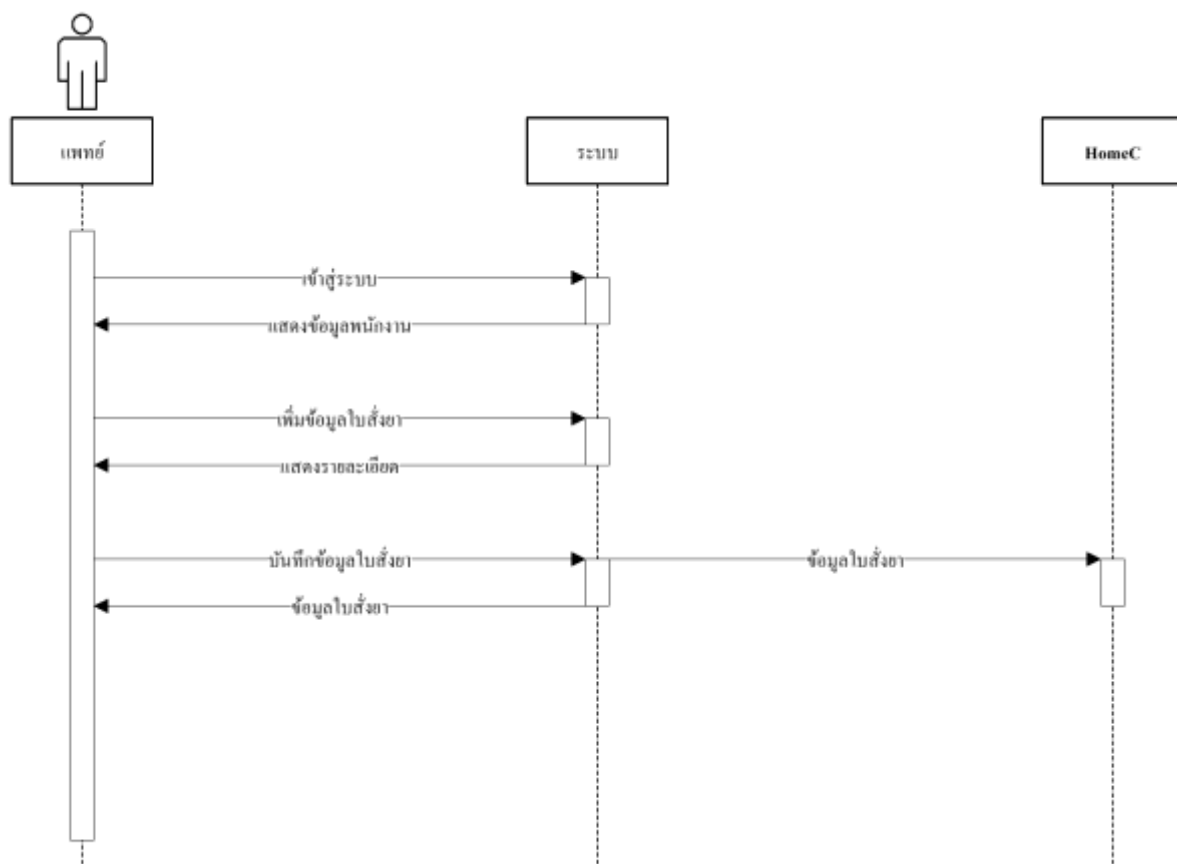 แพทย์
ระบบ
HomeC
เข้าสู่ระบบ
แสดงข้อมูลพนักงาน
เพิ่มข้อมูลใบสั่งยา
แสดงรายละเอียด
บันทึกข้อมูลใบสั่งยา
ข้อมูลใบสั่งยา
ข้อมูลใบสั่งยา